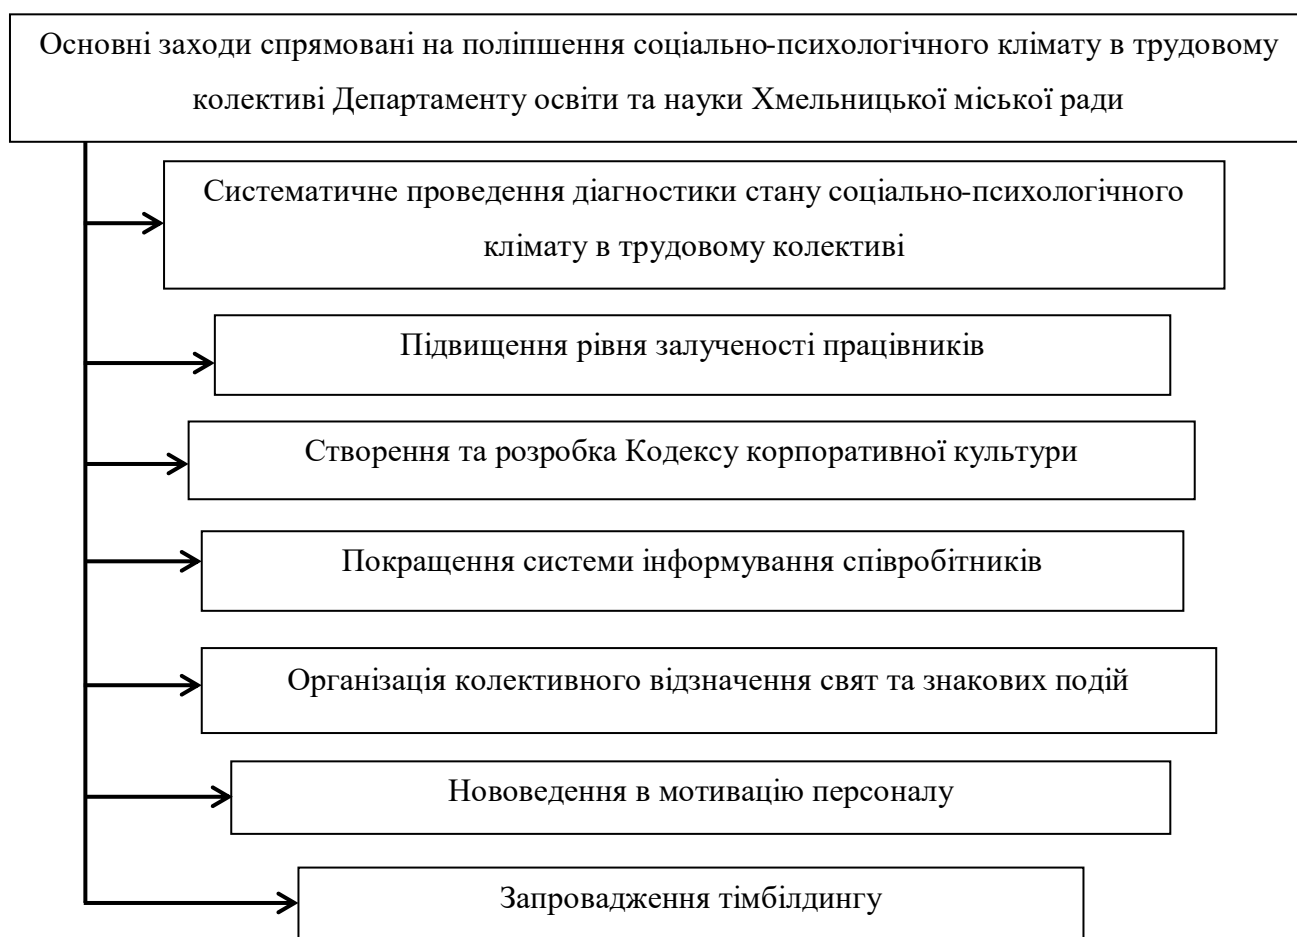 Основні заходи спрямовані на поліпшення соціально-психологічного клімату в трудовому
колективі Департаменту освіти та науки Хмельницької міської ради
Систематичне проведення діагностики стану соціально-психологічного
клімату в трудовому колективі
Підвищення рівня залученості працівників
Створення та розробка Кодексу корпоративної культури
Покращення системи інформування співробітників
Організація колективного відзначення свят та знакових подій
Нововедення в мотивацію персоналу
Запровадження тімбілдингу